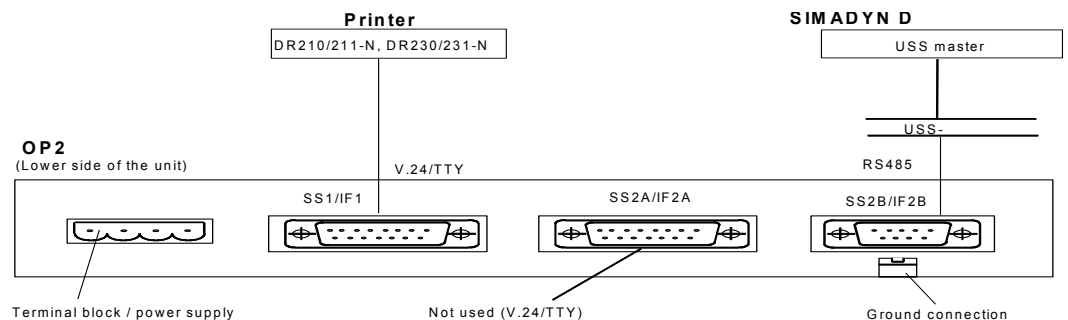 Printer
SIMADYN D
DR210/211-N, DR230/231-N
USS master
USS-
OP2
(Lower side of the unit)
V.24/TTY
RS485
SS1/IF1
SS2A/IF2A
SS2B/IF2B
Terminal block / power supply
Not used (V.24/TTY)
Ground connection